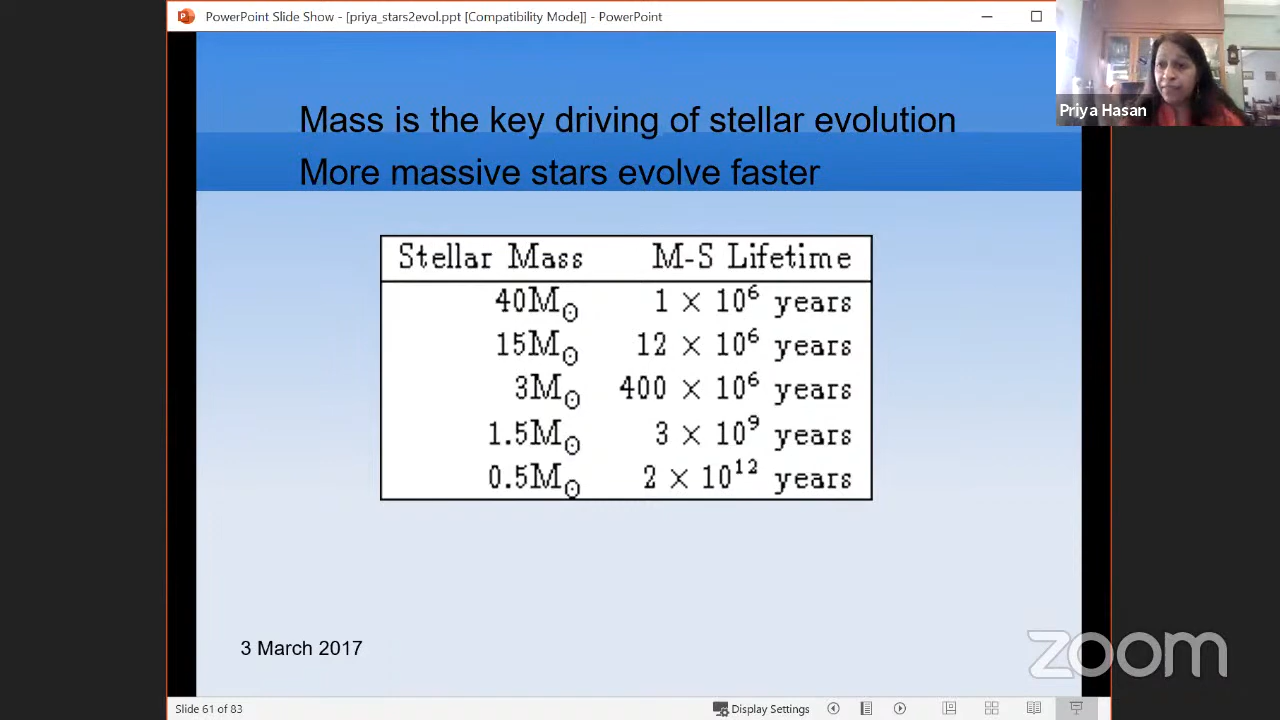 PowerPoint Slide Show - [priya_stars2evol.ppt [Compatibility Mode]] - PowerPoint
Priya Hasan
Mass is the key driving of stellar evolution
More massive stars evolve faster
Stellar Mass M-S Lifetime
40M⊙ 1 × 10⁶ years
15M⊙ 12 × 10⁶ years
3M⊙ 400 × 10⁶ years
1.5M⊙ 3 × 10⁹ years
0.5M⊙ 2 × 10¹² years
3 March 2017
zoom
Slide 61 of 83 Display Settings